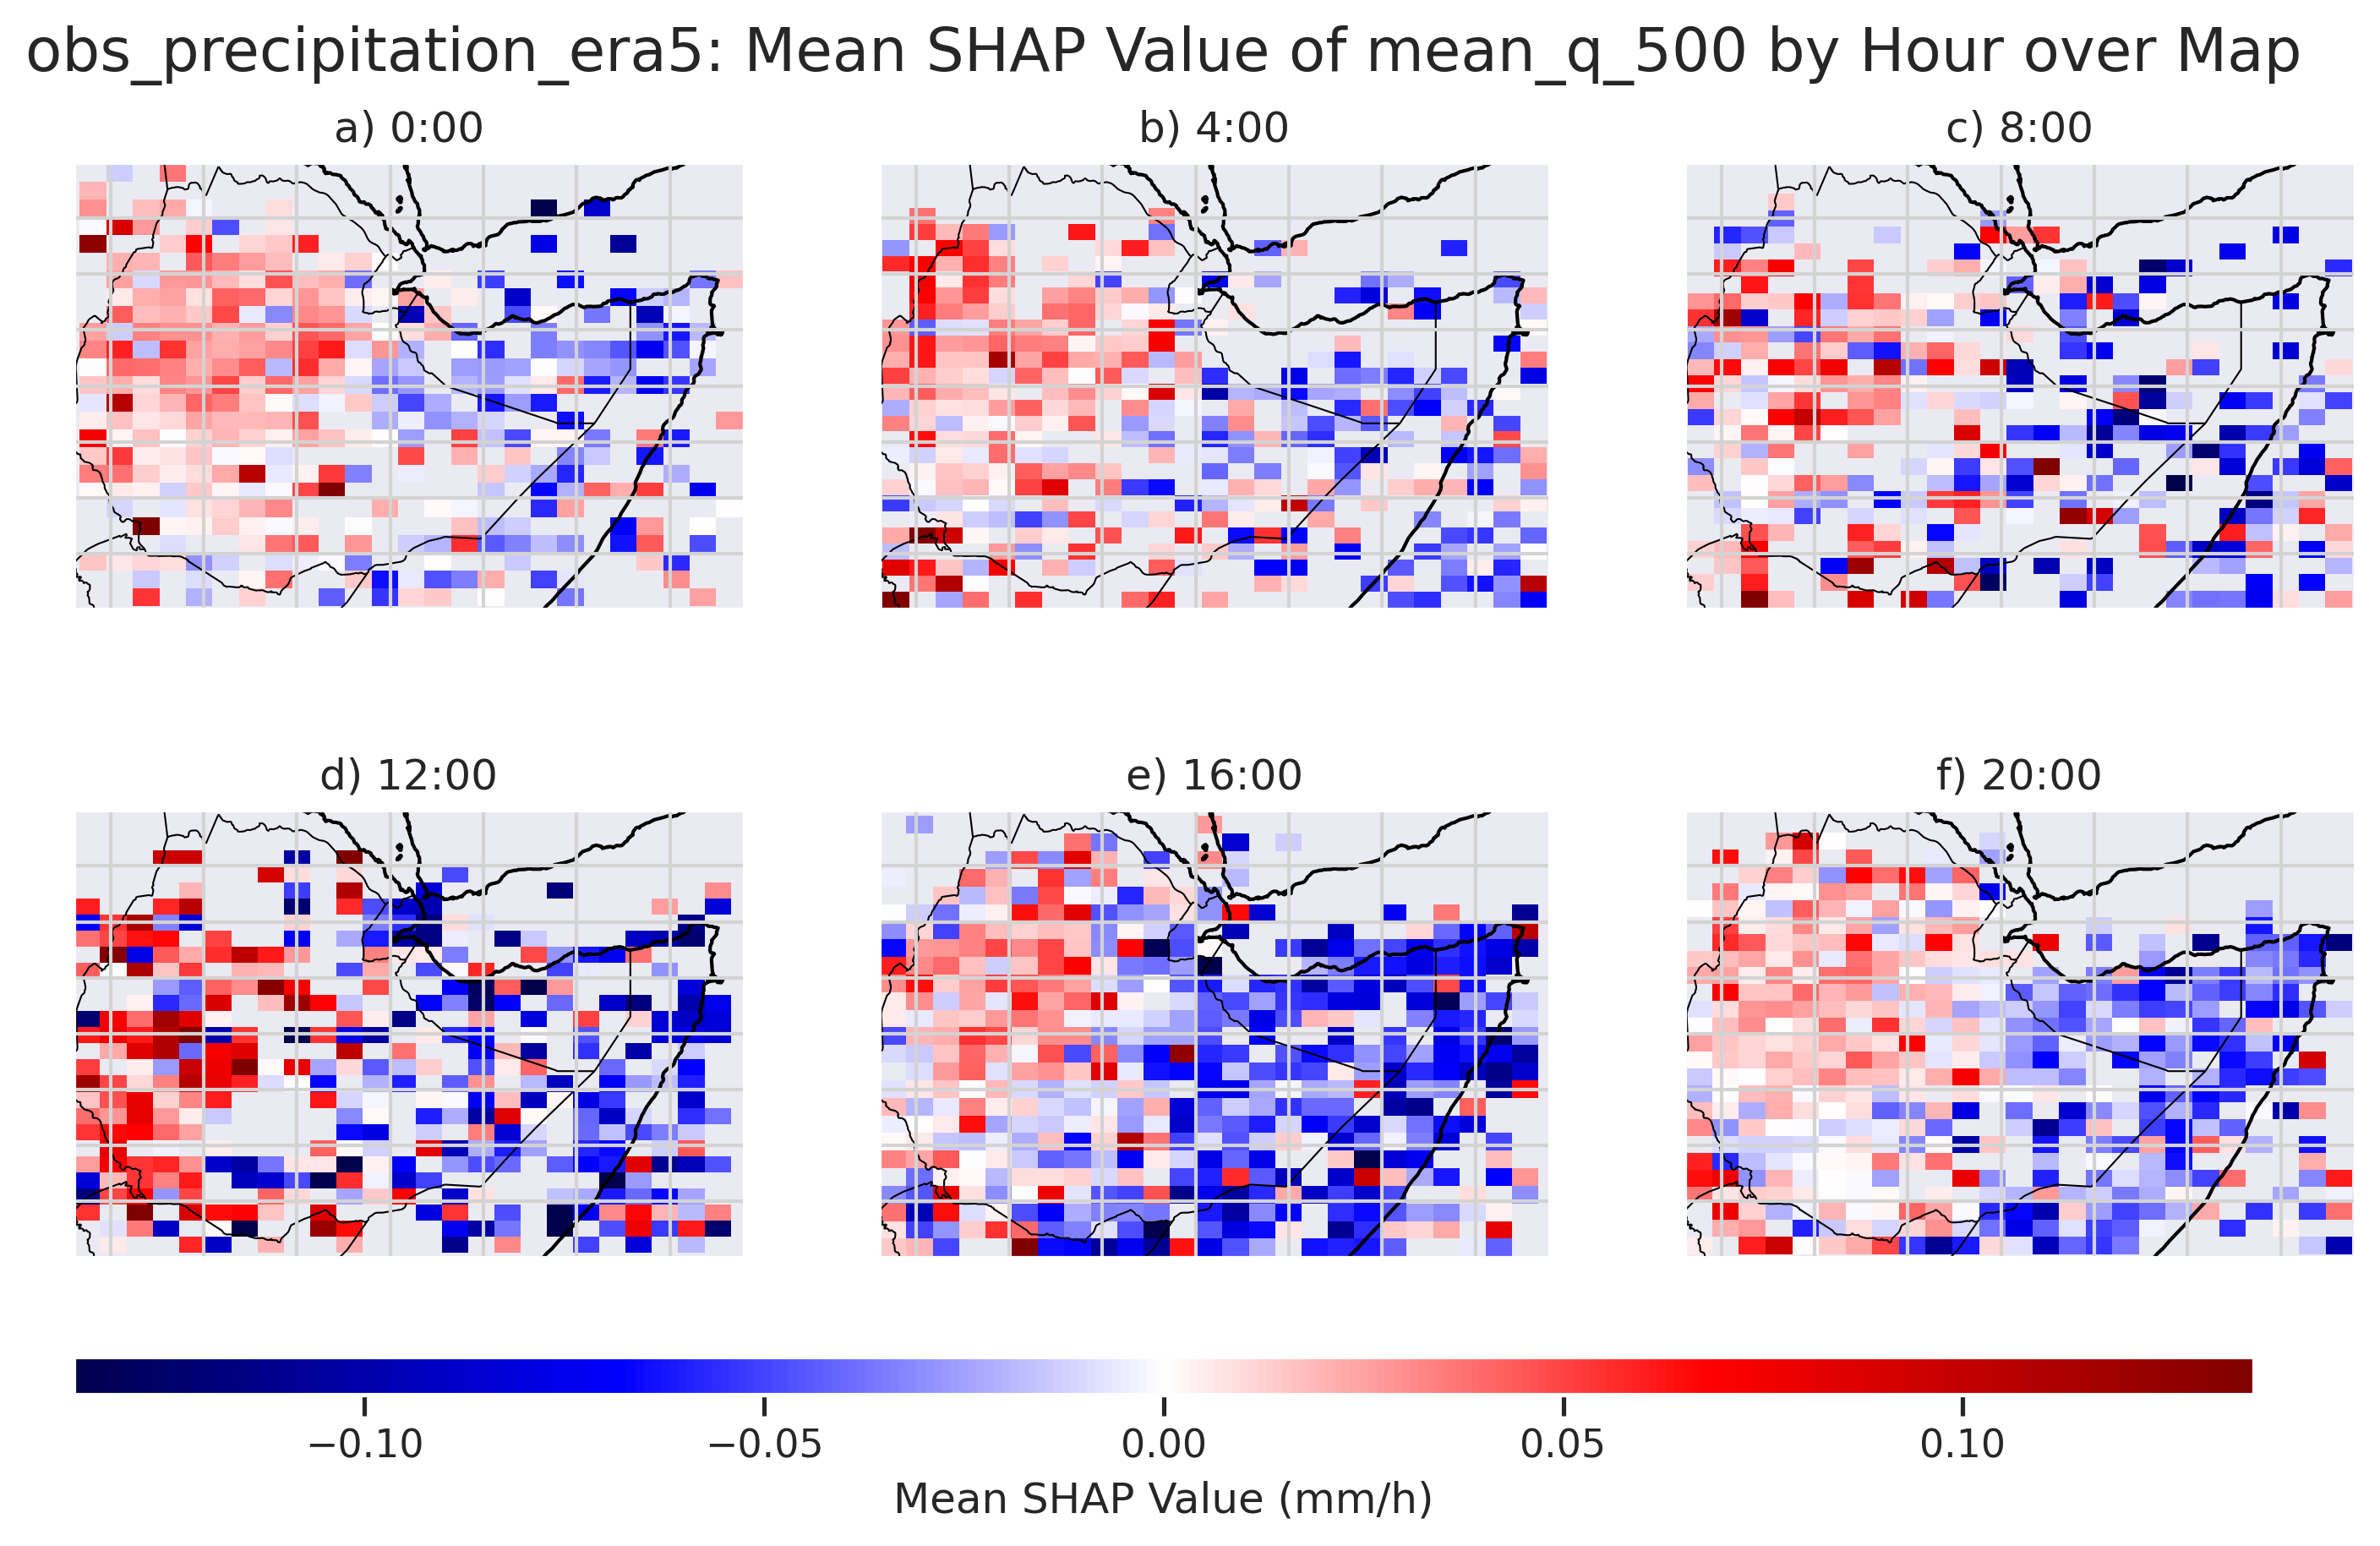 obs_precipitation_era5: Mean SHAP Value of mean_q_500 by Hour over Map
a) 0:00
b) 4:00
c) 8:00
d) 12:00
e) 16:00
f) 20:00
−0.10
−0.05
0.00
0.05
0.10
Mean SHAP Value (mm/h)